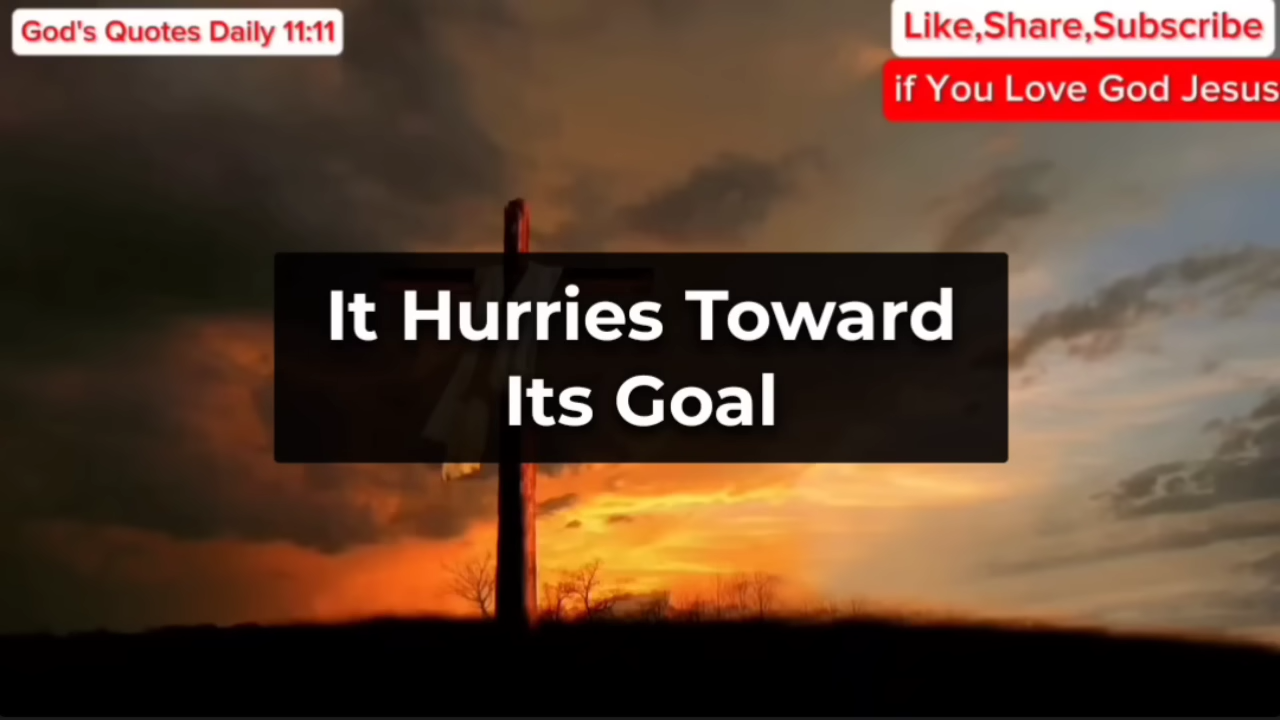 God's Quotes Daily 11:11
Like,Share,Subscribe
if You Love God Jesus
It Hurries Toward
Its Goal